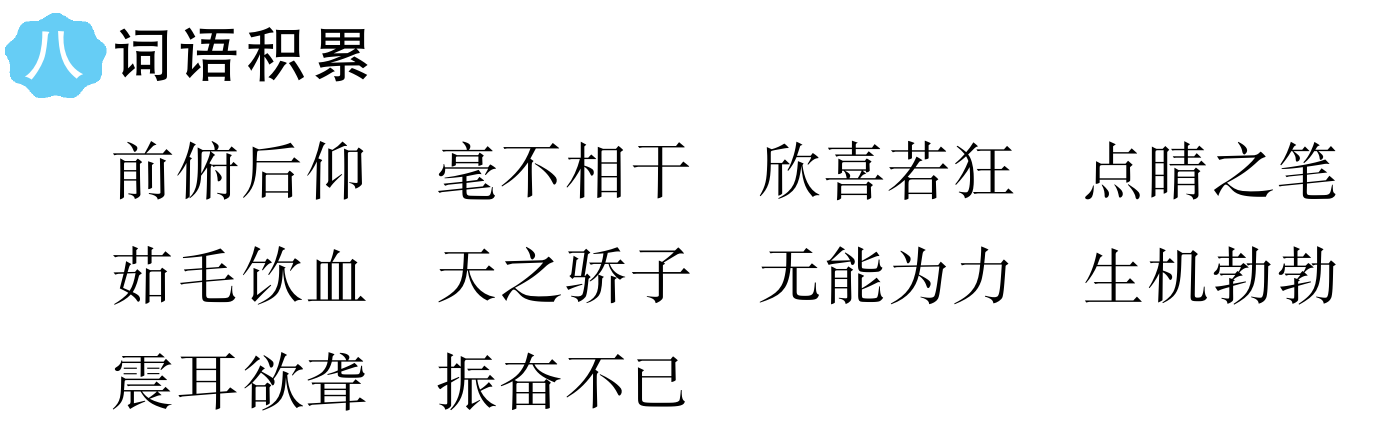 八 词语积累
前俯后仰 毫不相干 欣喜若狂 点睛之笔
茹毛饮血 天之骄子 无能为力 生机勃勃
震耳欲聋 振奋不已